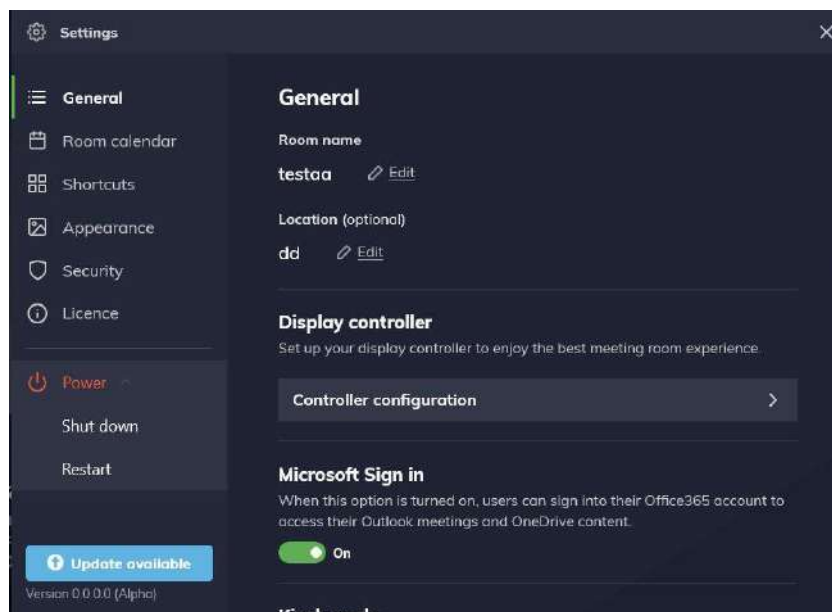 Settings
General
Room calendar
Shortcuts
Appearance
Security
Licence
Power
Shut down
Restart
Update available
Version 0.0.0.0 (Alpha)
General
Room name
testaa Edit
Location (optional)
dd Edit
Display controller
Set up your display controller to enjoy the best meeting room experience.
Controller configuration
Microsoft Sign in
When this option is turned on, users can sign into their Office365 account to
access their Outlook meetings and OneDrive content.
On